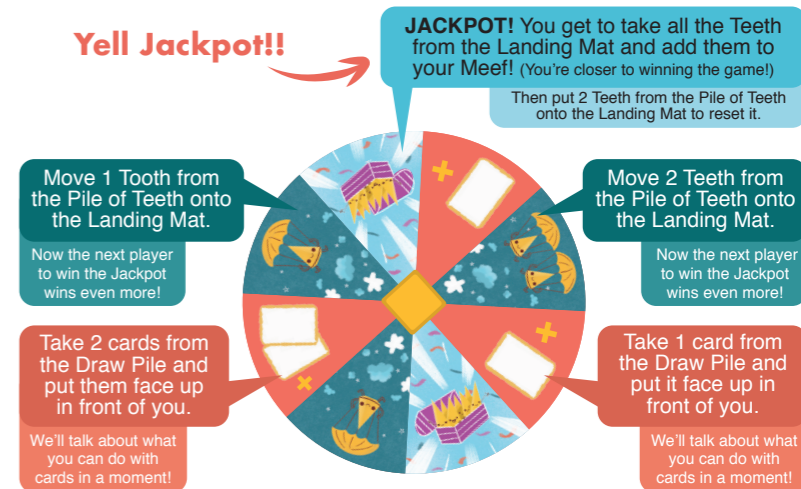 Yell Jackpot!!
JACKPOT! You get to take all the Teeth
from the Landing Mat and add them to
your Meef! (You're closer to winning the game!)
Then put 2 Teeth from the Pile of Teeth
onto the Landing Mat to reset it.
Move 1 Tooth from
the Pile of Teeth onto
the Landing Mat.
Now the next player
to win the Jackpot
wins even more!
Move 2 Teeth from
the Pile of Teeth onto
the Landing Mat.
Now the next player
to win the Jackpot
wins even more!
Take 2 cards from
the Draw Pile and
put them face up
in front of you.
We'll talk about what
you can do with
cards in a moment!
Take 1 card from
the Draw Pile and
put it face up in
front of you.
We'll talk about what
you can do with
cards in a moment!